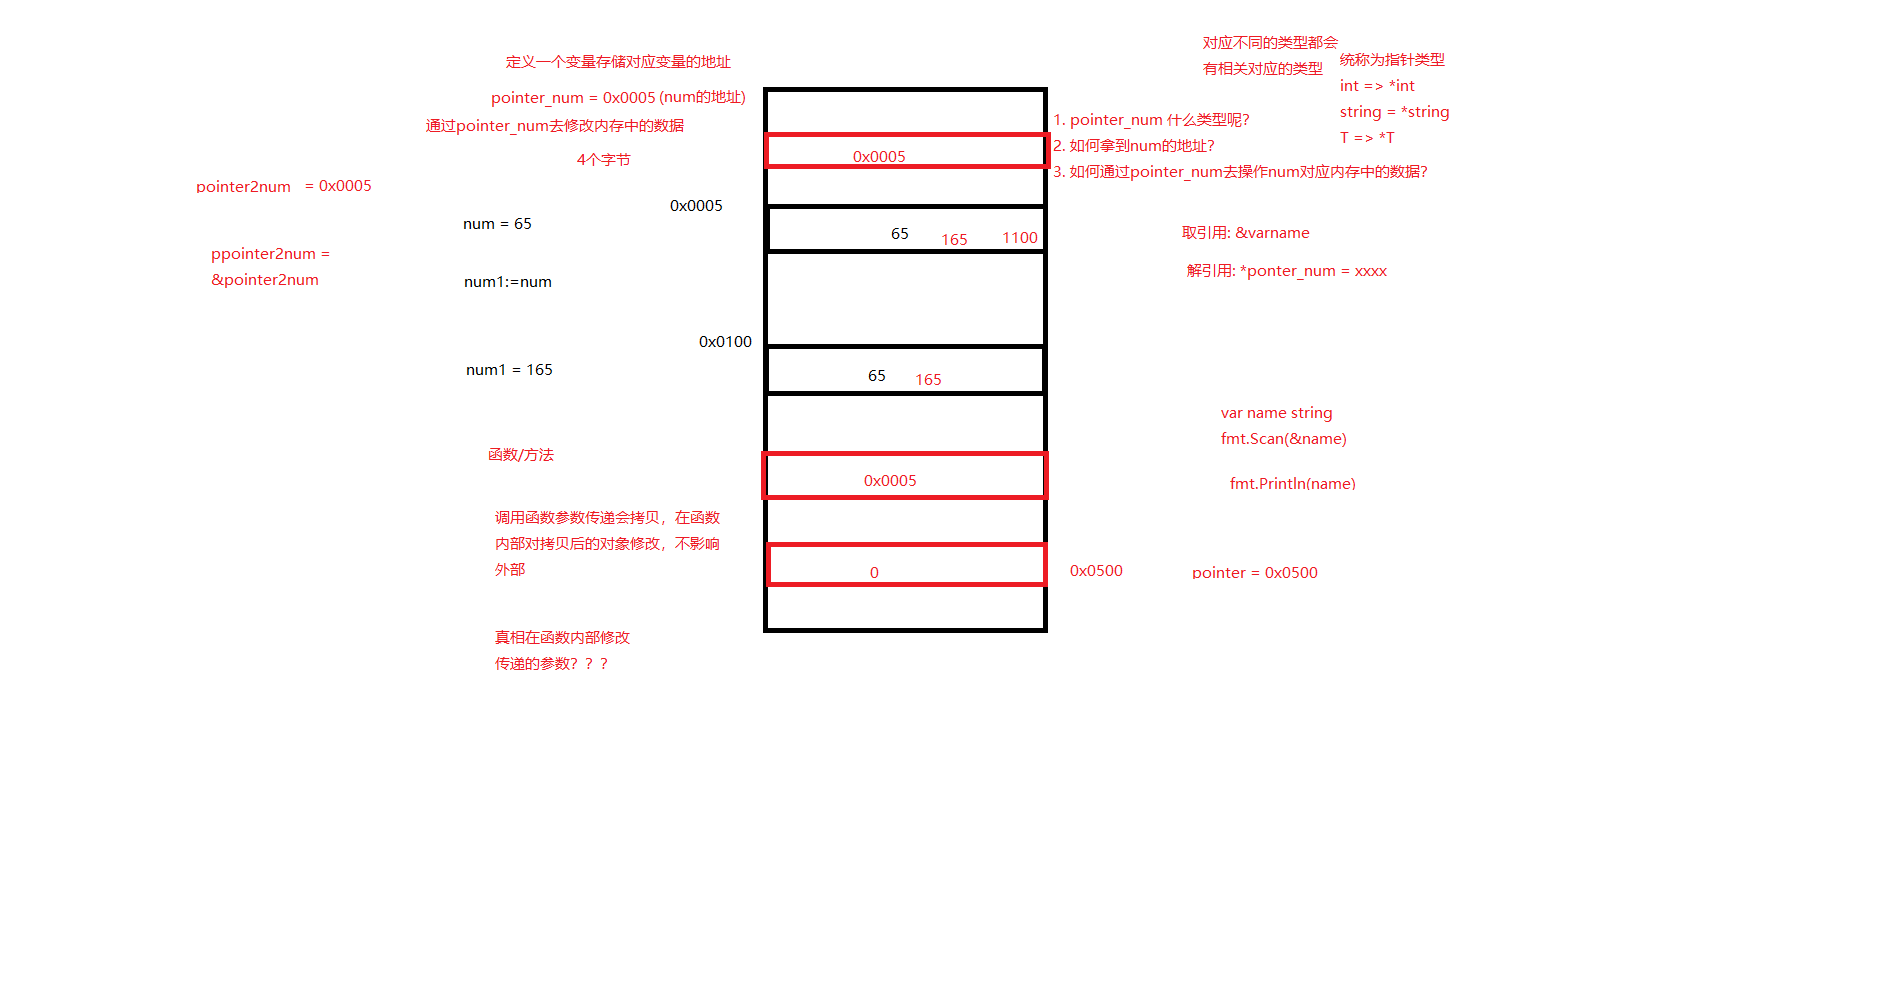 定义一个变量存储对应变量的地址
pointer_num = 0x0005 (num的地址)
通过pointer_num去修改内存中的数据
4个字节
pointer2num = 0x0005
ppointer2num =
&pointer2num
0x0005
num = 65
num1:=num
0x0100
num1 = 165
函数/方法
调用函数参数传递会拷贝，在函数
内部对拷贝后的对象修改，不影响
外部
真相在函数内部修改
传递的参数？？？
0x0005
65 165 1100
65 165
0x0005
0
对应不同的类型都会
有相关对应的类型
统称为指针类型
int => *int
string = *string
T => *T
1. pointer_num 什么类型呢?
2. 如何拿到num的地址?
3. 如何通过pointer_num去操作num对应内存中的数据?
取引用: &varname
解引用: *ponter_num = xxxx
var name string
fmt.Scan(&name)
fmt.Println(name)
0x0500
pointer = 0x0500